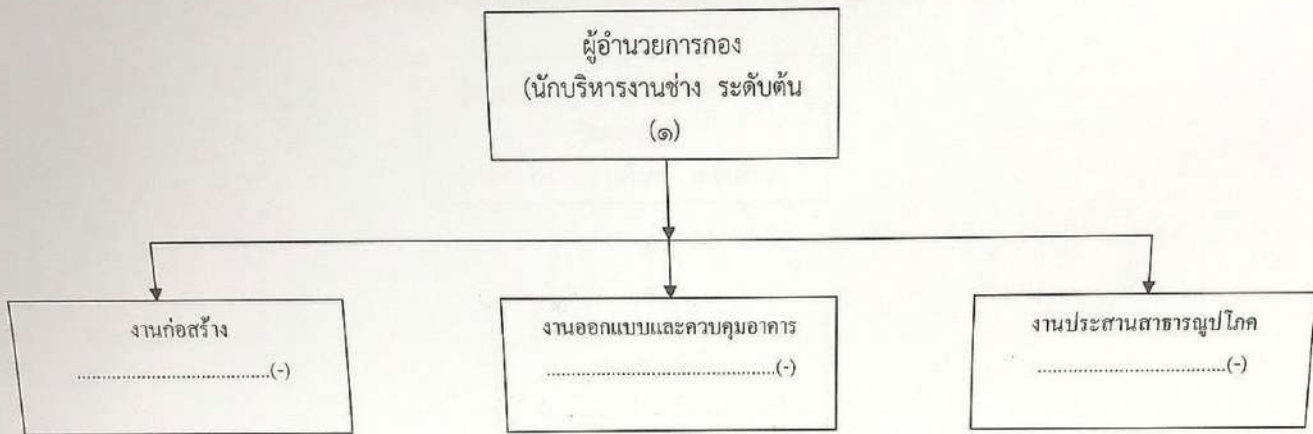 ผู้อำนวยการกอง
(นักบริหารงานช่าง ระดับต้น
(๑)
งานก่อสร้าง
......................................(-)
งานออกแบบและควบคุมอาคาร
.............................................(-)
งานประสานสาธารณูปโภค
.....................................(-)